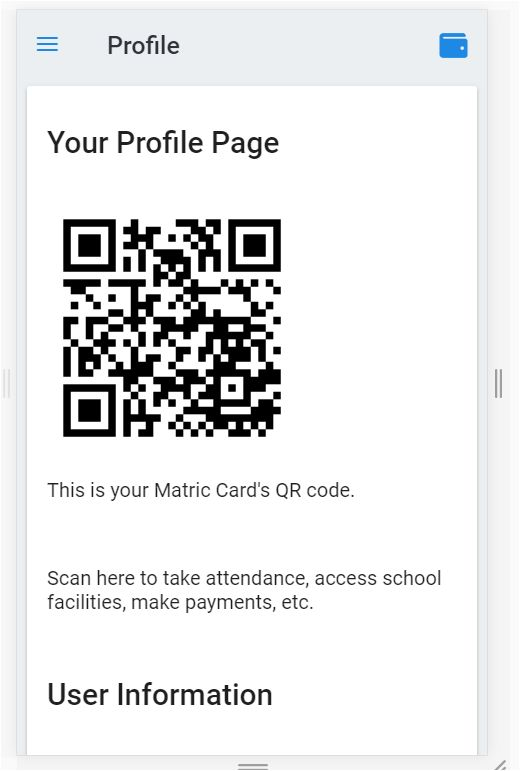 Profile
Your Profile Page
This is your Matric Card's QR code.
Scan here to take attendance, access school
facilities, make payments, etc.
User Information